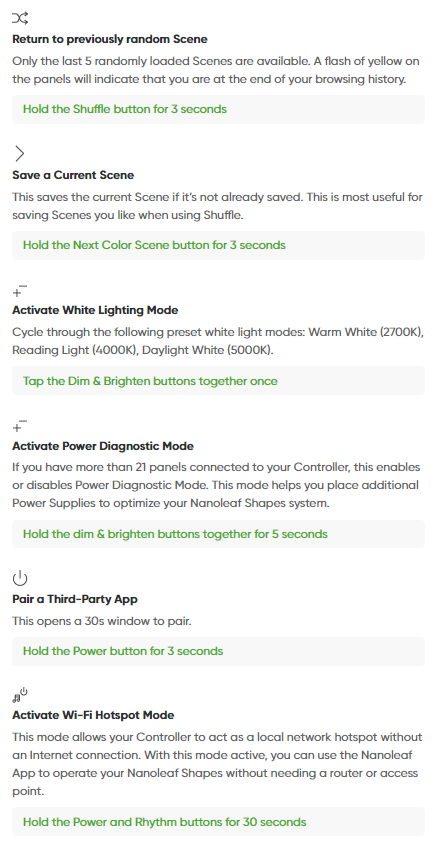 Return to previously random Scene
Only the last 5 randomly loaded Scenes are available. A flash of yellow on
the panels will indicate that you are at the end of your browsing history.
Hold the Shuffle button for 3 seconds
Save a Current Scene
This saves the current Scene if it's not already saved. This is most useful for
saving Scenes you like when using Shuffle.
Hold the Next Color Scene button for 3 seconds
Activate White Lighting Mode
Cycle through the following preset white light modes: Warm White (2700K),
Reading Light (4000K), Daylight White (5000K).
Tap the Dim & Brighten buttons together once
Activate Power Diagnostic Mode
If you have more than 21 panels connected to your Controller, this enables
or disables Power Diagnostic Mode. This mode helps you place additional
Power Supplies to optimize your Nanoleaf Shapes system.
Hold the dim & brighten buttons together for 5 seconds
Pair a Third-Party App
This opens a 30s window to pair.
Hold the Power button for 3 seconds
Activate Wi-Fi Hotspot Mode
This mode allows your Controller to act as a local network hotspot without
an Internet connection. With this mode active, you can use the Nanoleaf
App to operate your Nanoleaf Shapes without needing a router or access
point.
Hold the Power and Rhythm buttons for 30 seconds